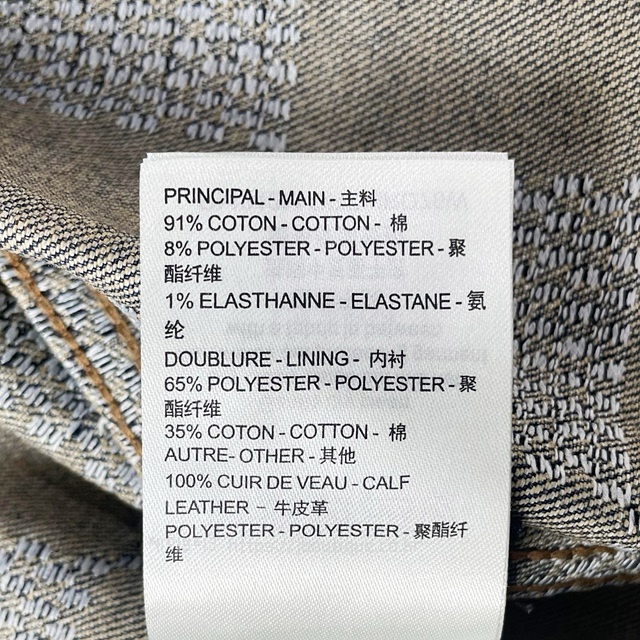 PRINCIPAL - MAIN - 主料
91% COTON - COTTON - 棉
8% POLYESTER - POLYESTER - 聚
酯纤维
1% ELASTHANNE - ELASTANE - 氨
纶
DOUBLURE - LINING - 内衬
65% POLYESTER - POLYESTER - 聚
酯纤维
35% COTON - COTTON - 棉
AUTRE- OTHER - 其他
100% CUIR DE VEAU - CALF
LEATHER - 牛皮革
POLYESTER - POLYESTER - 聚酯纤
维